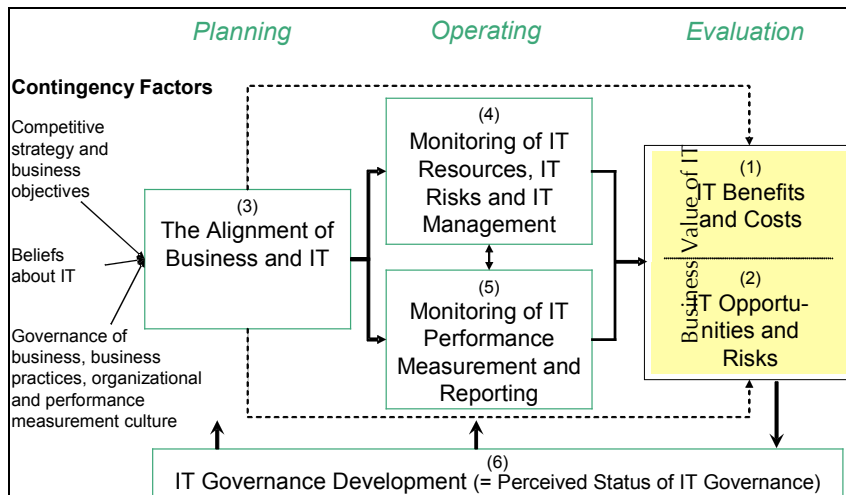 Planning Operating Evaluation
Contingency Factors
Competitive
strategy and
business
objectives
Beliefs
about IT
Governance of
business, business
practices, organizational
and performance
measurement culture
(3)
The Alignment of
Business and IT
(4)
Monitoring of IT
Resources, IT
Risks and IT
Management
(5)
Monitoring of IT
Performance
Measurement and
Reporting
Business Value of IT
(1)
IT Benefits
and Costs
(2)
IT Opportu-
nities and
Risks
(6)
IT Governance Development (= Perceived Status of IT Governance)